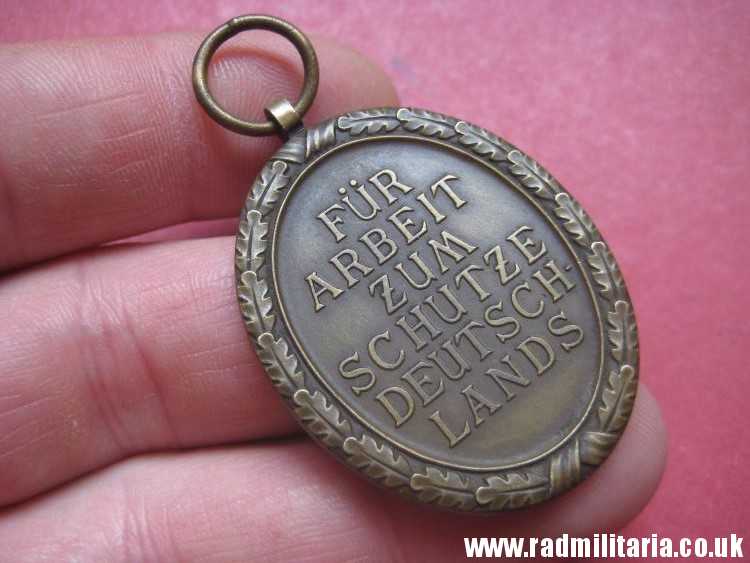 FÜR
ARBEIT
ZUM
SCHUTZE
DEUTSCH-
LANDS
www.radmilitaria.co.uk